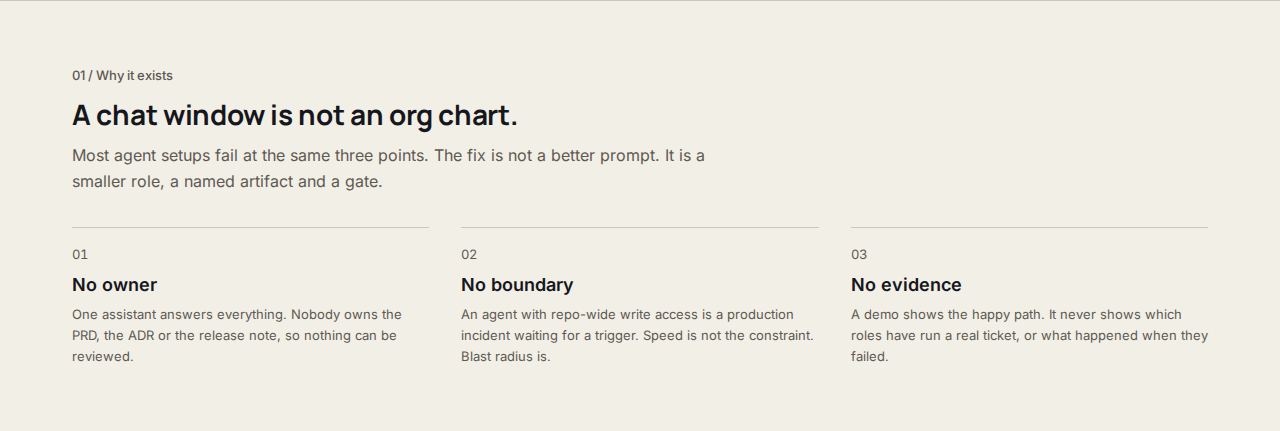 01 / Why it exists
A chat window is not an org chart.
Most agent setups fail at the same three points. The fix is not a better prompt. It is a
smaller role, a named artifact and a gate.
01
No owner
One assistant answers everything. Nobody owns the
PRD, the ADR or the release note, so nothing can be
reviewed.
02
No boundary
An agent with repo-wide write access is a production
incident waiting for a trigger. Speed is not the constraint.
Blast radius is.
03
No evidence
A demo shows the happy path. It never shows which
roles have run a real ticket, or what happened when they
failed.